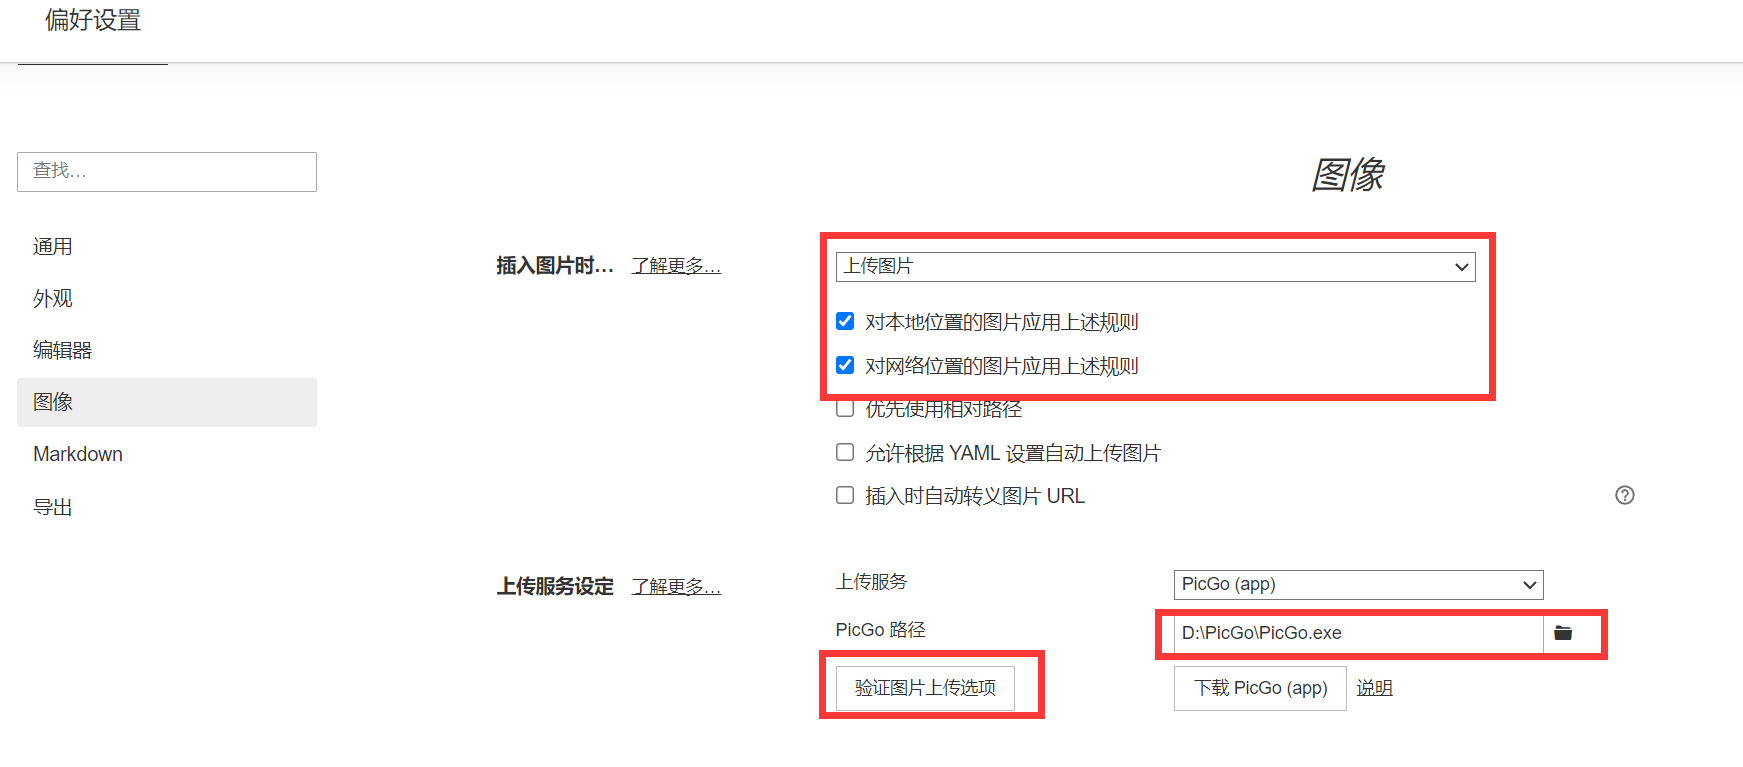 偏好设置
查找...
通用
外观
编辑器
图像
Markdown
导出
图像
插入图片时... 了解更多...
上传图片
对本地位置的图片应用上述规则
对网络位置的图片应用上述规则
优先使用相对路径
允许根据 YAML 设置自动上传图片
插入时自动转义图片 URL
上传服务设定 了解更多...
上传服务 PicGo (app)
PicGo 路径 D:\PicGo\PicGo.exe
验证图片上传选项 下载 PicGo (app) 说明